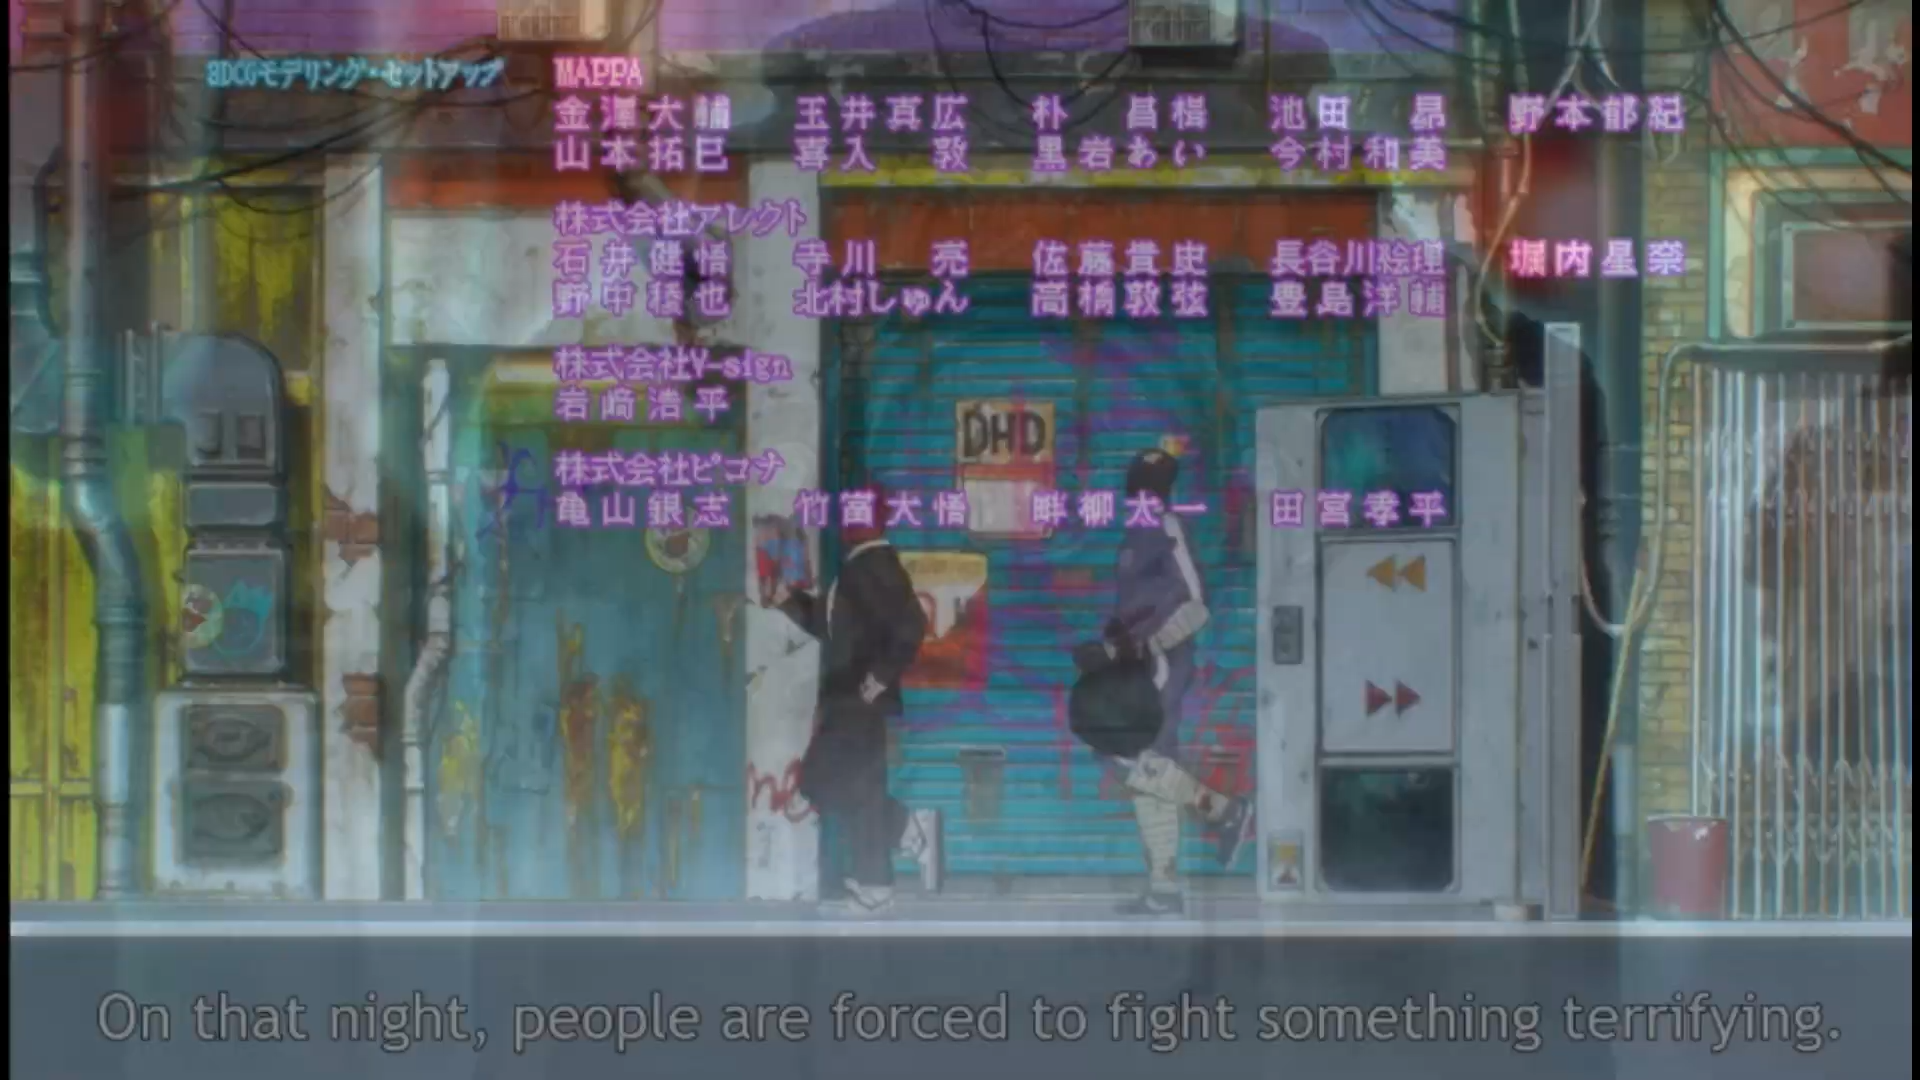 3DCGモデリング・セットアップ MAPPA
金澤大輔 玉井真広 朴昌楫 池田昴 野本郁紀
山本拓巳 喜入敦 黒岩あい 今村和美
株式会社アレクト
石井健悟 寺川亮 佐藤貴史 長谷川絵理 堀内星奈
野中稜也 北村しゅん 高橋敦弦 豊島洋輔
株式会社V-sign
岩﨑浩平
株式会社ピコナ
亀山銀志 竹富大悟 畔柳太一 田宮孝平
DHD
On that night, people are forced to fight something terrifying.